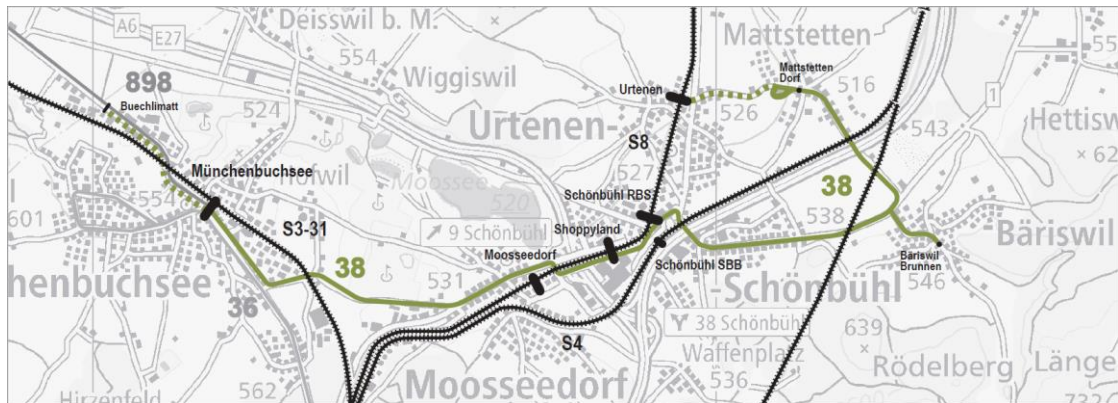 Deisswil b. M.
A6
E27
554
Mattstetten
898
Buechlimatt
Wiggiswil
Urtenen
Mattstetten
Dorf
516
526
1
543
Hettisw
524
Urtenen-
S8
Münchenbuchsee
Hofwil
Moossee
520
527
Schönbühl RBS
38
554
601
S3-31
9 Schönbühl
Shoppyland
538
Bäriswil
Moosseedorf
Schönbühl SBB
Bäriswil
Brunnen
546
38
531
henbuchsee
-Schönbühl
36
S4
38 Schönbühl
639
732
Waffenplatz
Rödelberg
Länge
562
Moosseedorf
536
Hirzenfeld